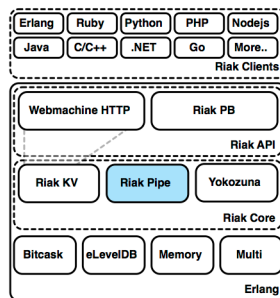 Erlang Ruby Python PHP Nodejs
Java C/C++ .NET Go More..
Riak Clients
Webmachine HTTP Riak PB
Riak API
Riak KV Riak Pipe Yokozuna
Riak Core
Bitcask eLevelDB Memory Multi
Erlang